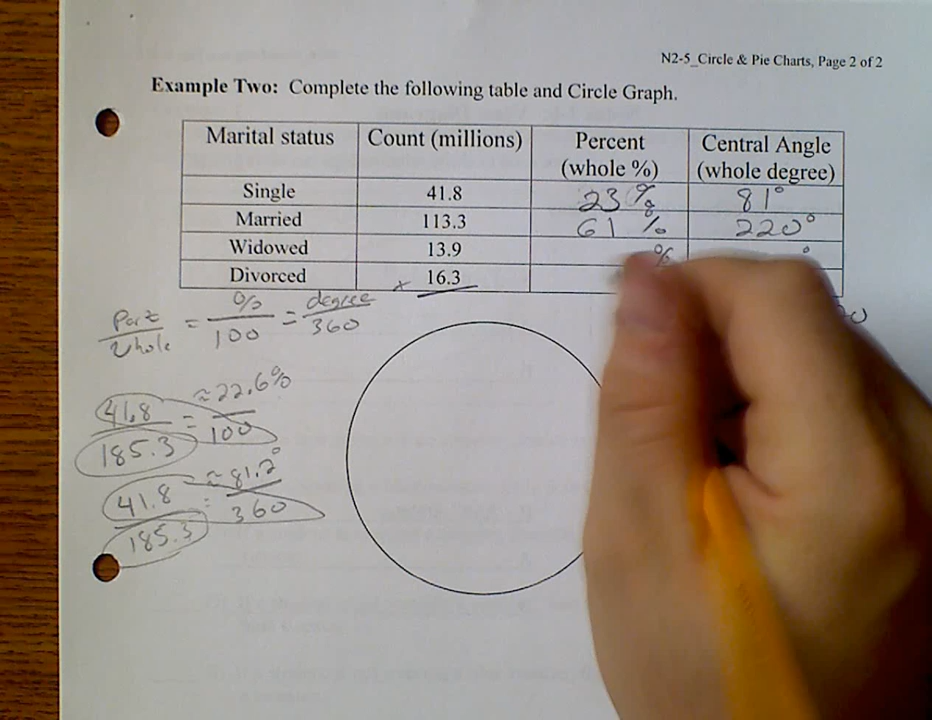 N2-5_Circle & Pie Charts, Page 2 of 2
Example Two: Complete the following table and Circle Graph.
Marital status Count (millions) Percent (whole %) Central Angle (whole degree)
Single 41.8 23% 81°
Married 113.3 61% 220°
Widowed 13.9 % °
Divorced + 16.3
Part/Whole = %/100 = degree/360
41.8/185.3 = ≈22.6%/100
41.8/185.3 = ≈81.2°/360